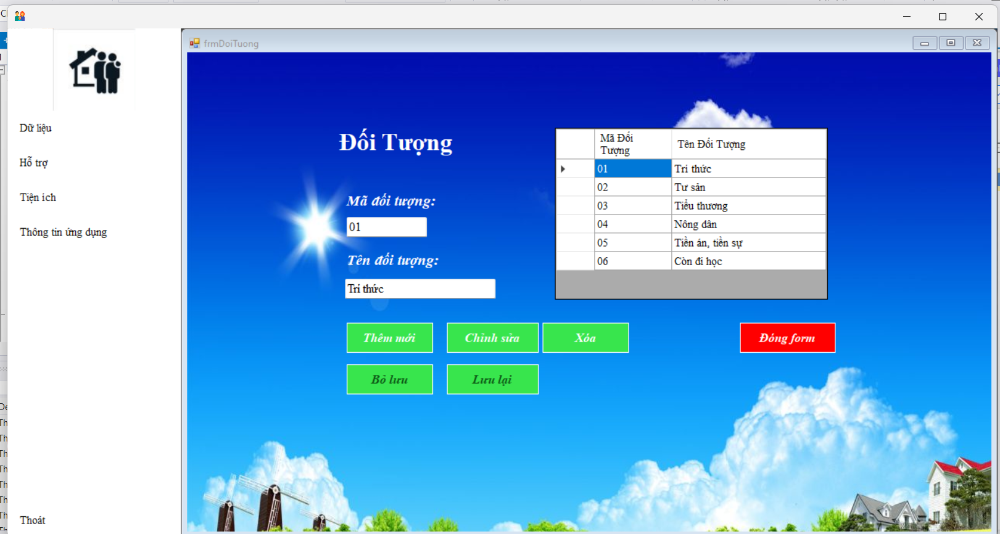 frmDoiTuong
Dữ liệu
Hỗ trợ
Tiện ích
Thông tin ứng dụng
Thoát
Đối Tượng
Mã đối tượng:
01
Tên đối tượng:
Tri thức
Mã Đối Tượng Tên Đối Tượng
01 Tri thức
02 Tư sản
03 Tiểu thương
04 Nông dân
05 Tiền án, tiền sự
06 Còn đi học
Thêm mới Chỉnh sửa Xóa Đóng form
Bỏ lưu Lưu lại